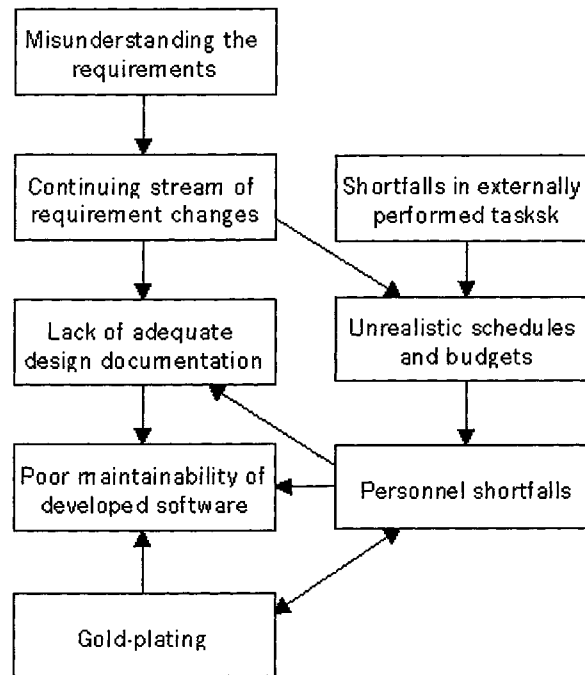 Misunderstanding the
requirements
Continuing stream of
requirement changes
Shortfalls in externally
performed tasksk
Lack of adequate
design documentation
Unrealistic schedules
and budgets
Poor maintainability of
developed software
Personnel shortfalls
Gold-plating